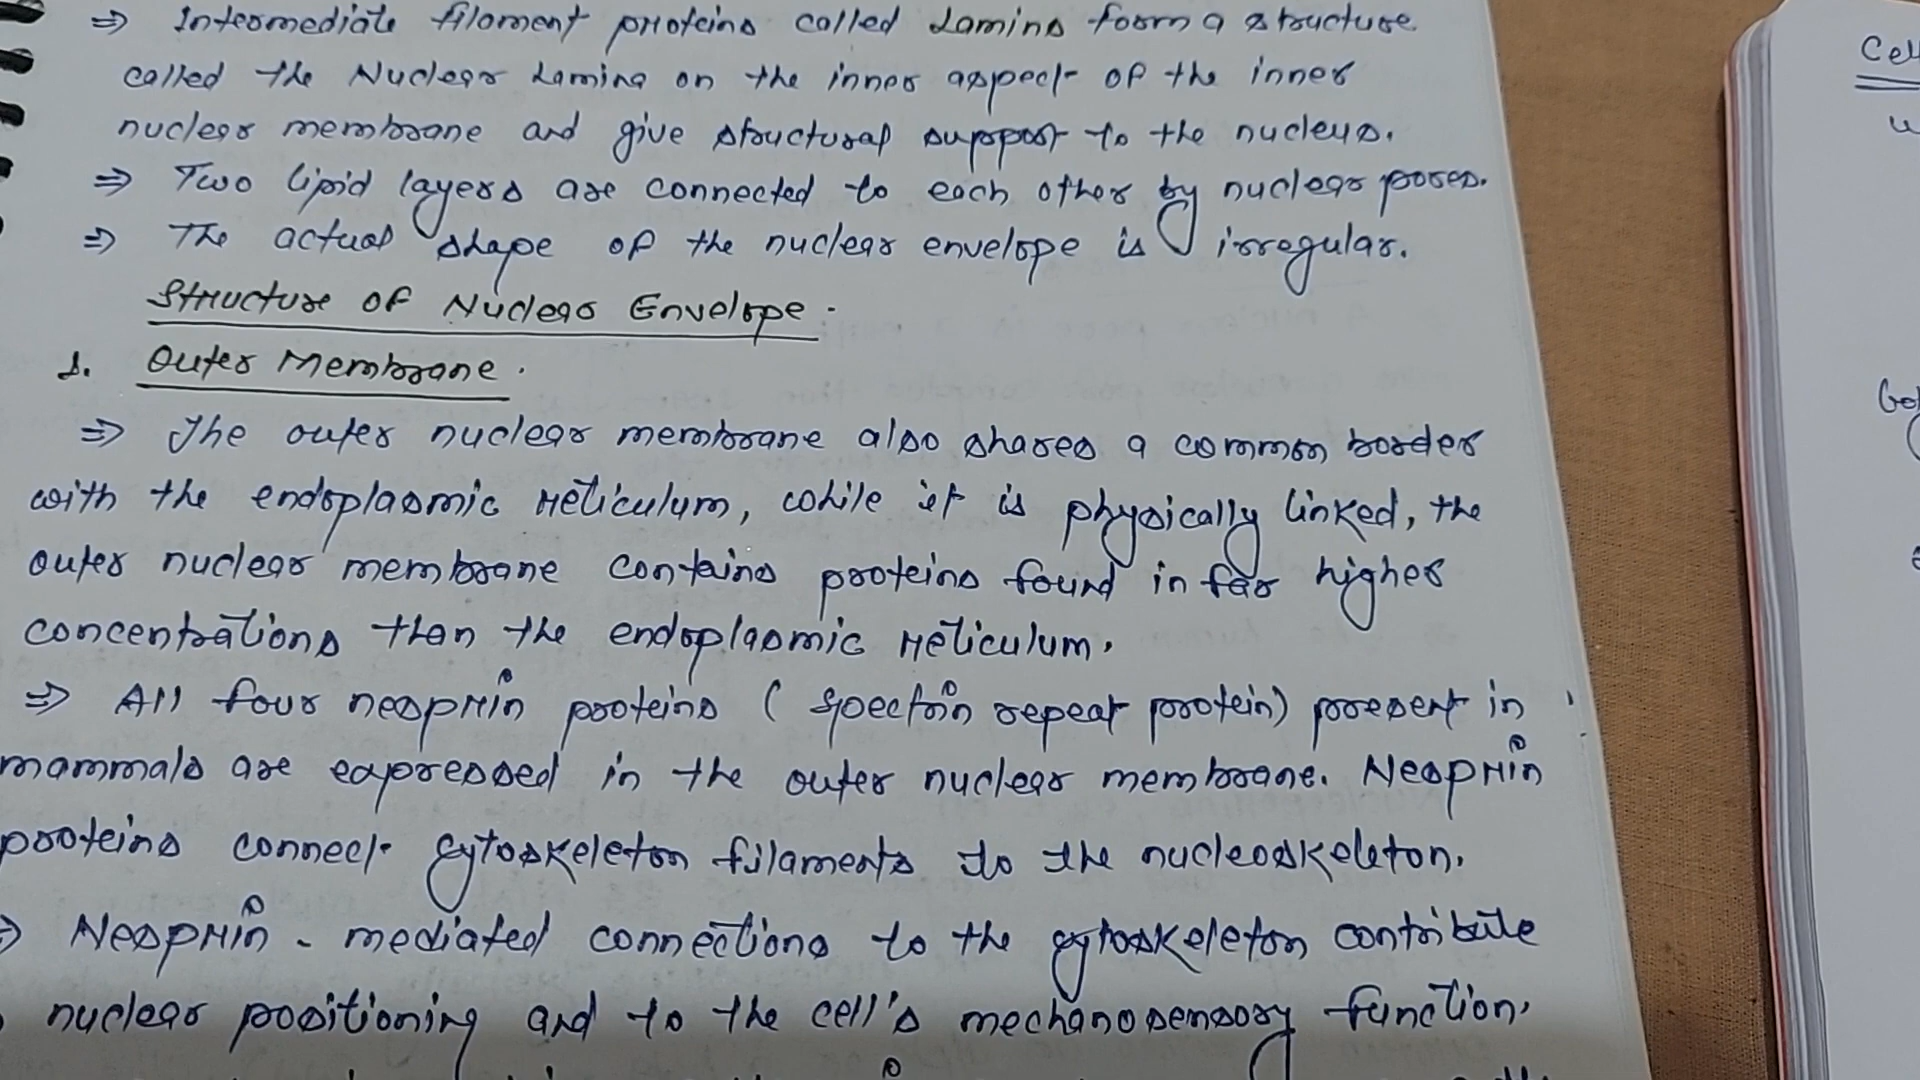 ⇒ Intermediate filament proteins called Lamins form a structure
called the Nuclear Lamina on the inner aspect of the inner
nuclear membrane and give structural support to the nucleus.
⇒ Two lipid layers are connected to each other by nuclear pores.
⇒ The actual shape of the nuclear envelope is irregular.
Structure of Nuclear Envelope.
1. Outer Membrane.
⇒ The outer nuclear membrane also shares a common border
with the endoplasmic reticulum, while it is physically linked, the
outer nuclear membrane contains proteins found in far higher
concentrations than the endoplasmic reticulum.
⇒ All four nesprin proteins (spectrin repeat protein) present in
mammals are expressed in the outer nuclear membrane. Nesprin
proteins connect cytoskeleton filaments to the nucleoskeleton.
⇒ Nesprin-mediated connections to the cytoskeleton contribute
nuclear positioning and to the cell's mechanosensory function.